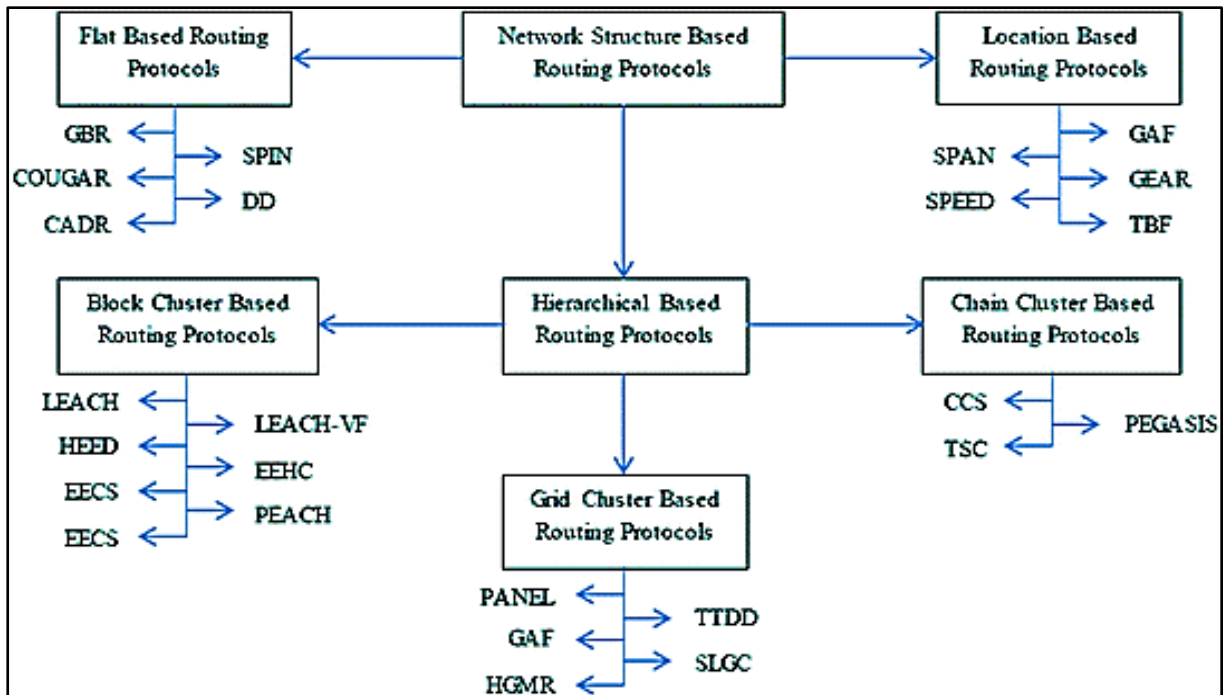 Flat Based Routing
Protocols
Network Structure Based
Routing Protocols
Location Based
Routing Protocols
GBR
SPIN
COUGAR
DD
CADR
GAF
SPAN
GEAR
SPEED
TBF
Block Cluster Based
Routing Protocols
Hierarchical Based
Routing Protocols
Chain Cluster Based
Routing Protocols
LEACH
LEACH-VF
HEED
EEHC
EECS
PEACH
EECS
CCS
PEGASIS
TSC
Grid Cluster Based
Routing Protocols
PANEL
TTDD
GAF
SLGC
HGMR